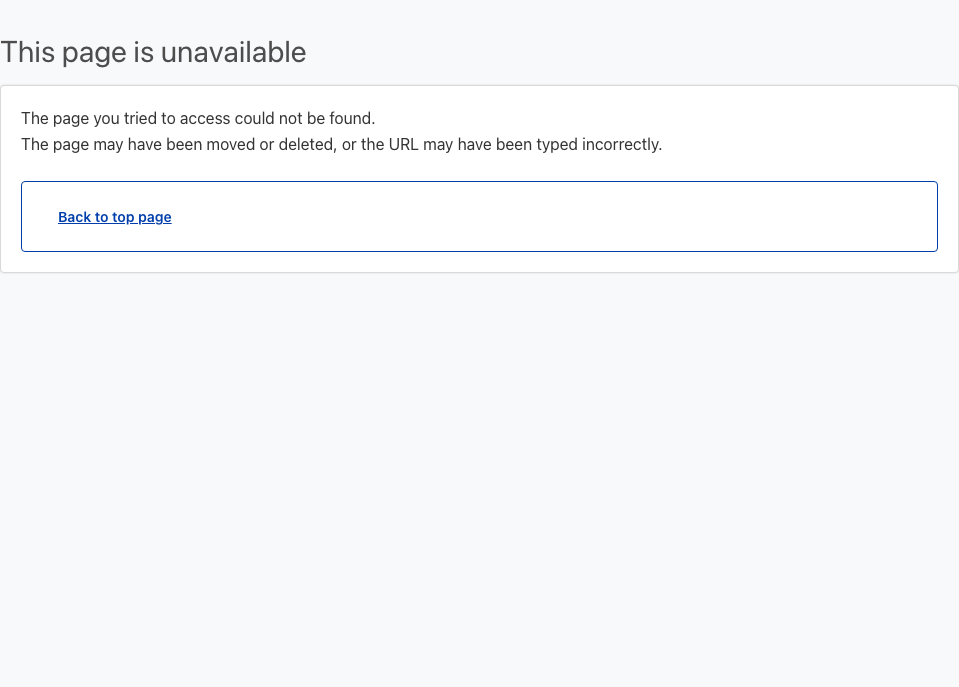 This page is unavailable
The page you tried to access could not be found.
The page may have been moved or deleted, or the URL may have been typed incorrectly.
Back to top page